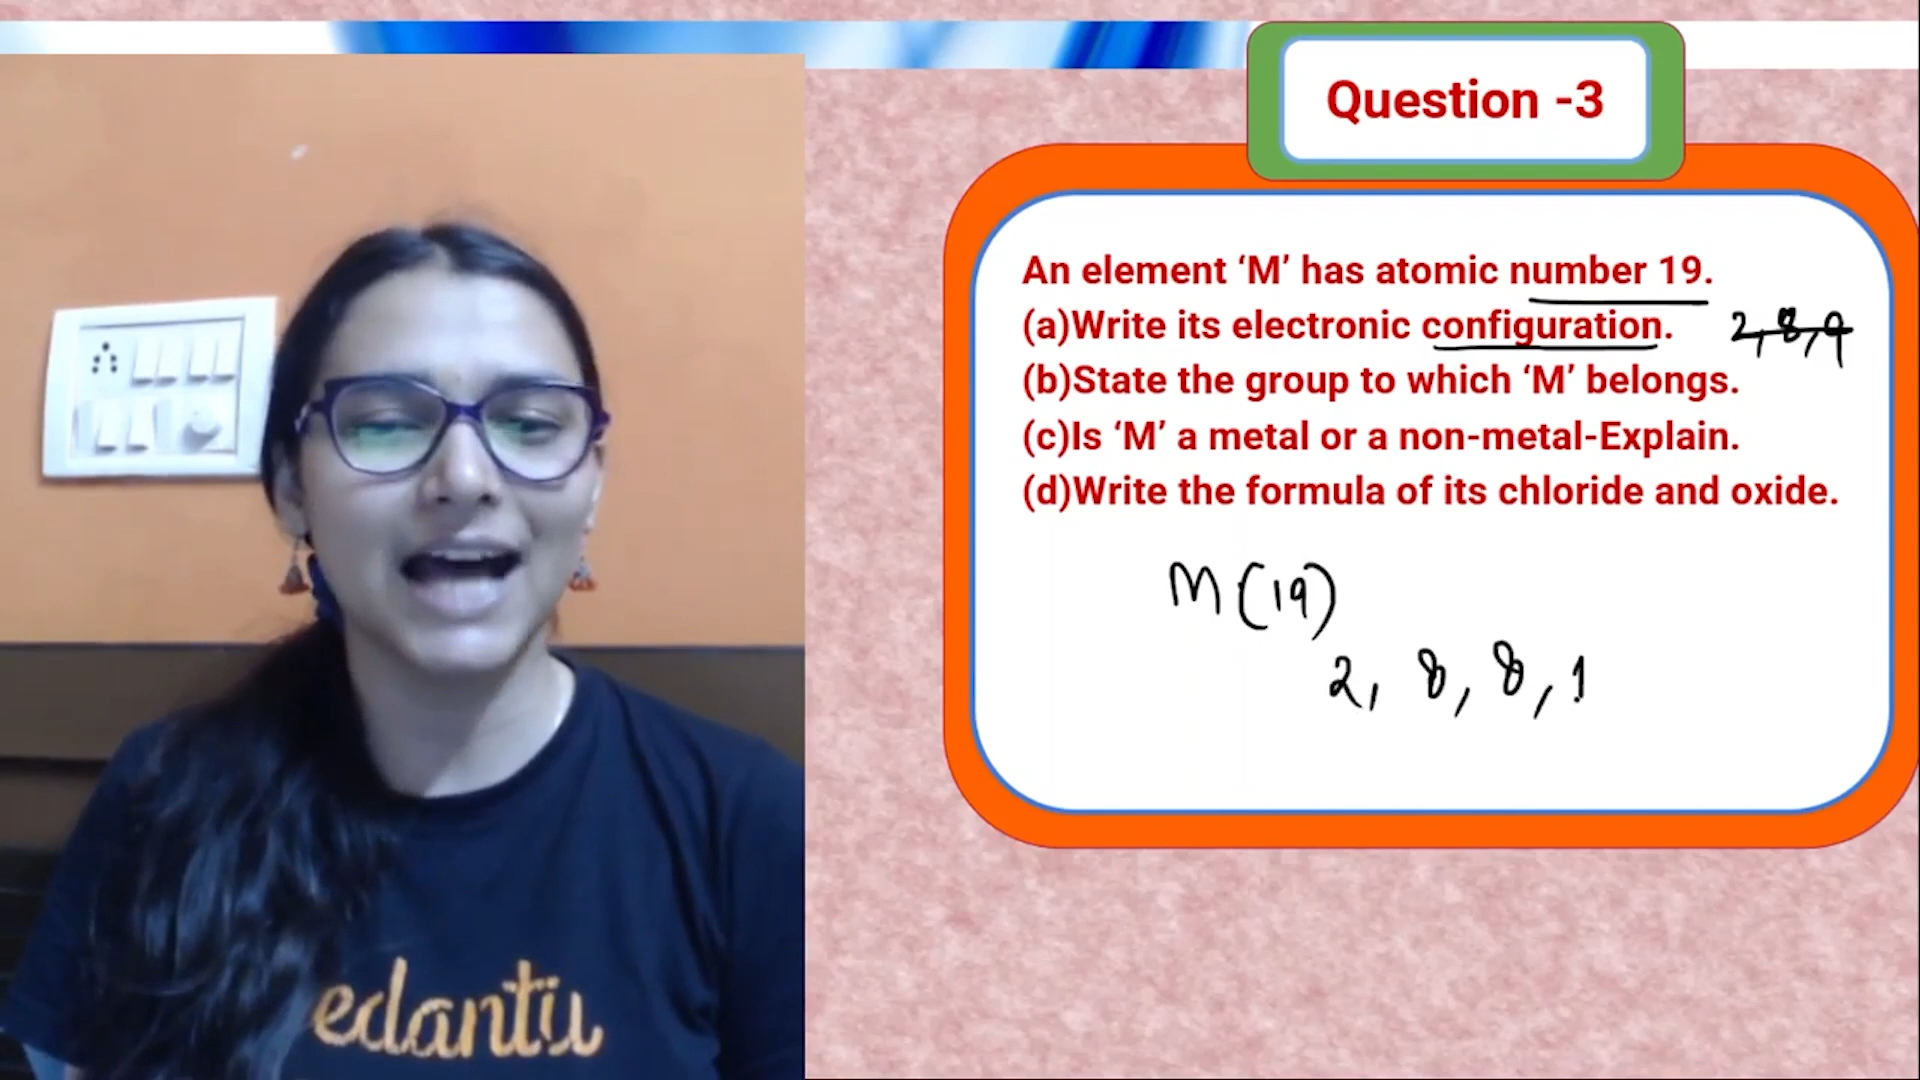 Question -3
An element ‘M’ has atomic number 19.
(a)Write its electronic configuration. 2, 8, 9
(b)State the group to which ‘M’ belongs.
(c)Is ‘M’ a metal or a non-metal-Explain.
(d)Write the formula of its chloride and oxide.
M (19)
2, 8, 8, 1
edantu